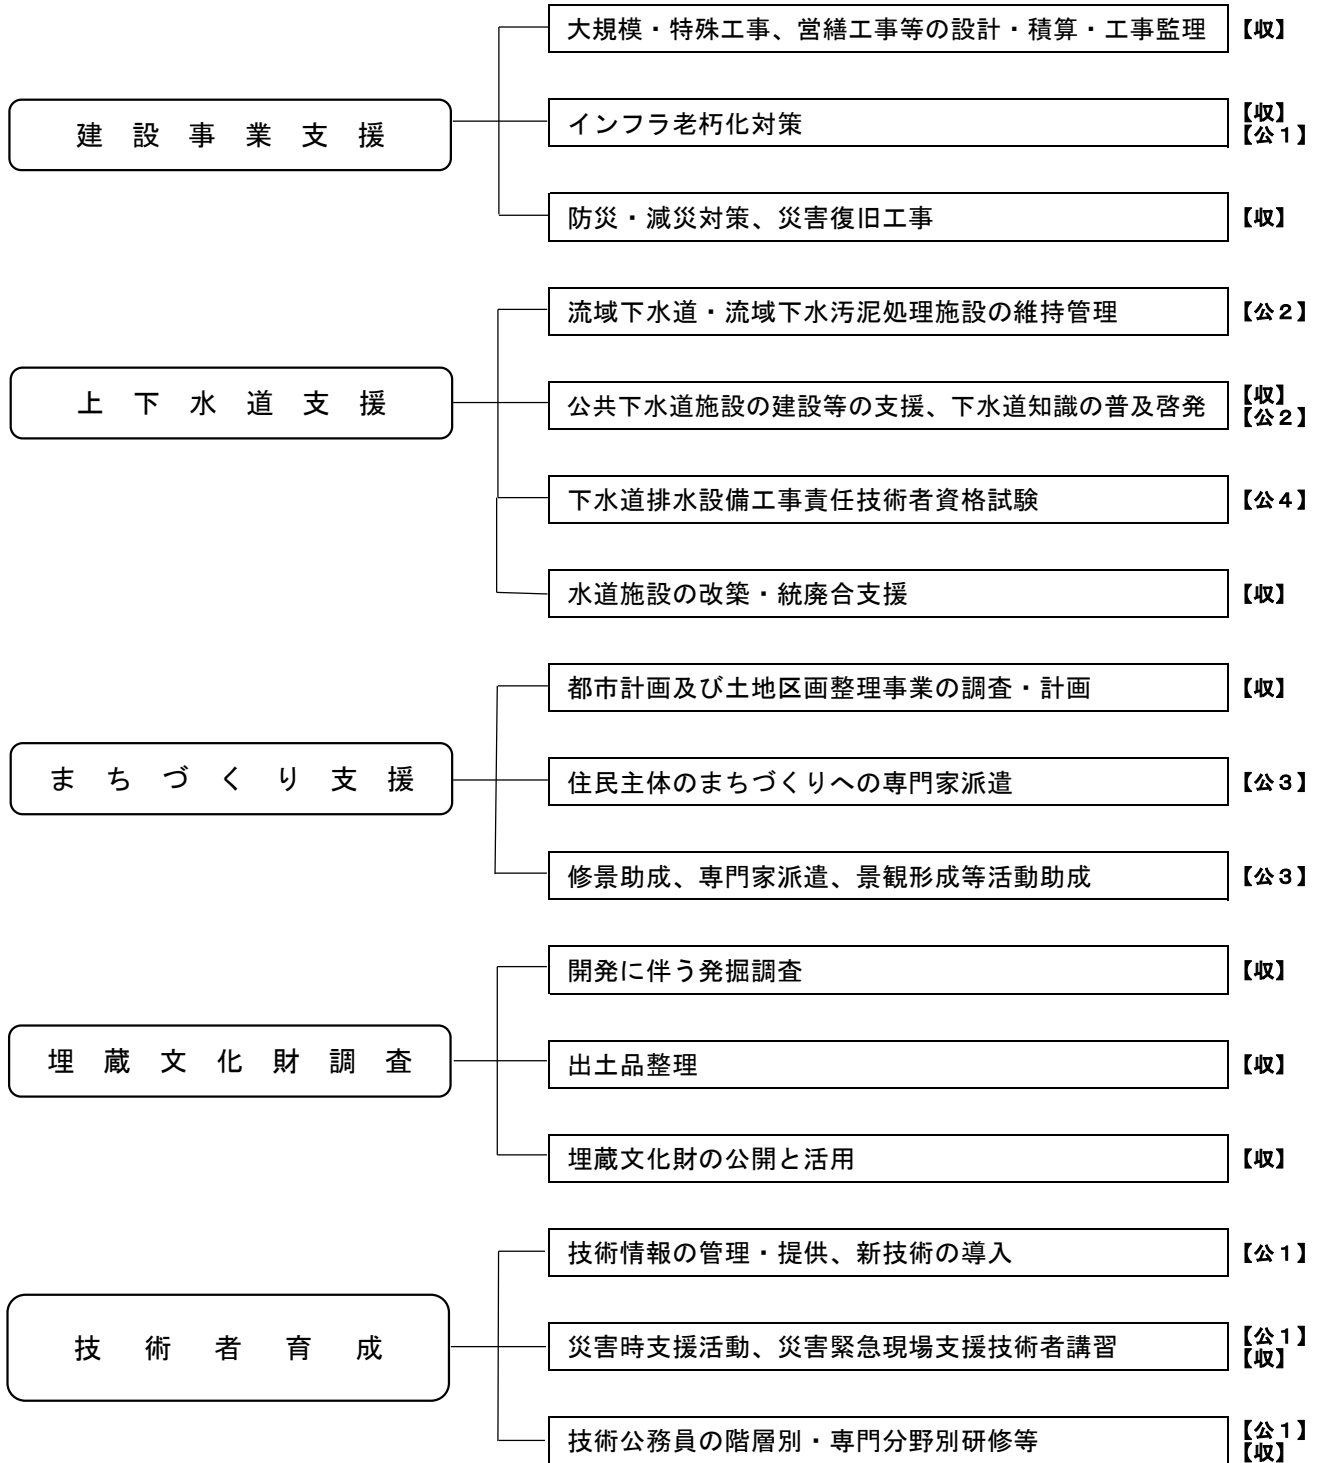 建設事業支援
大規模・特殊工事、営繕工事等の設計・積算・工事監理 【収】
インフラ老朽化対策 【収】
【公１】
防災・減災対策、災害復旧工事 【収】
上下水道支援
流域下水道・流域下水汚泥処理施設の維持管理 【公２】
公共下水道施設の建設等の支援、下水道知識の普及啓発 【収】
【公２】
下水道排水設備工事責任技術者資格試験 【公４】
水道施設の改築・統廃合支援 【収】
まちづくり支援
都市計画及び土地区画整理事業の調査・計画 【収】
住民主体のまちづくりへの専門家派遣 【公３】
修景助成、専門家派遣、景観形成等活動助成 【公３】
埋蔵文化財調査
開発に伴う発掘調査 【収】
出土品整理 【収】
埋蔵文化財の公開と活用 【収】
技術者育成
技術情報の管理・提供、新技術の導入 【公１】
災害時支援活動、災害緊急現場支援技術者講習 【公１】
【収】
技術公務員の階層別・専門分野別研修等 【公１】
【収】